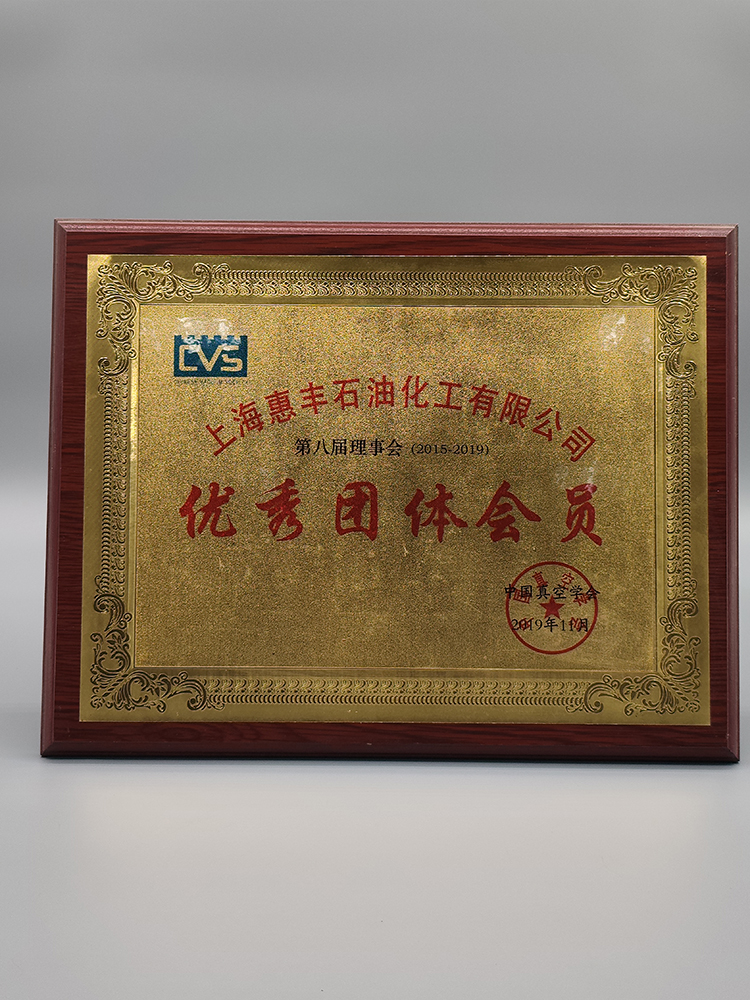 CVS
上海惠丰石油化工有限公司
第八届理事会 (2015-2019)
优秀团体会员
中国真空学会
2019年11月